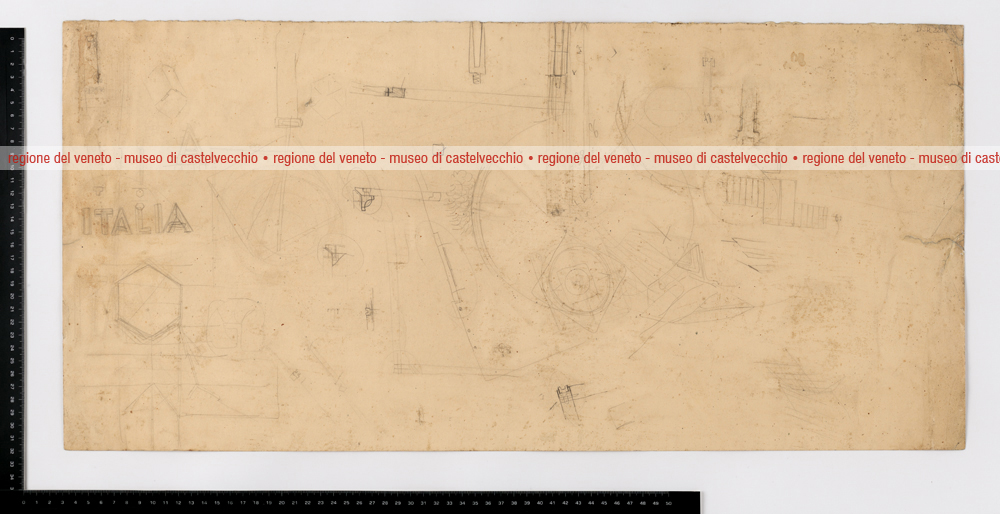 regione del veneto - museo di castelvecchio • regione del veneto - museo di castelvecchio • regione del veneto - museo di castelvecchio • regione del veneto - museo di cast
ITALIA